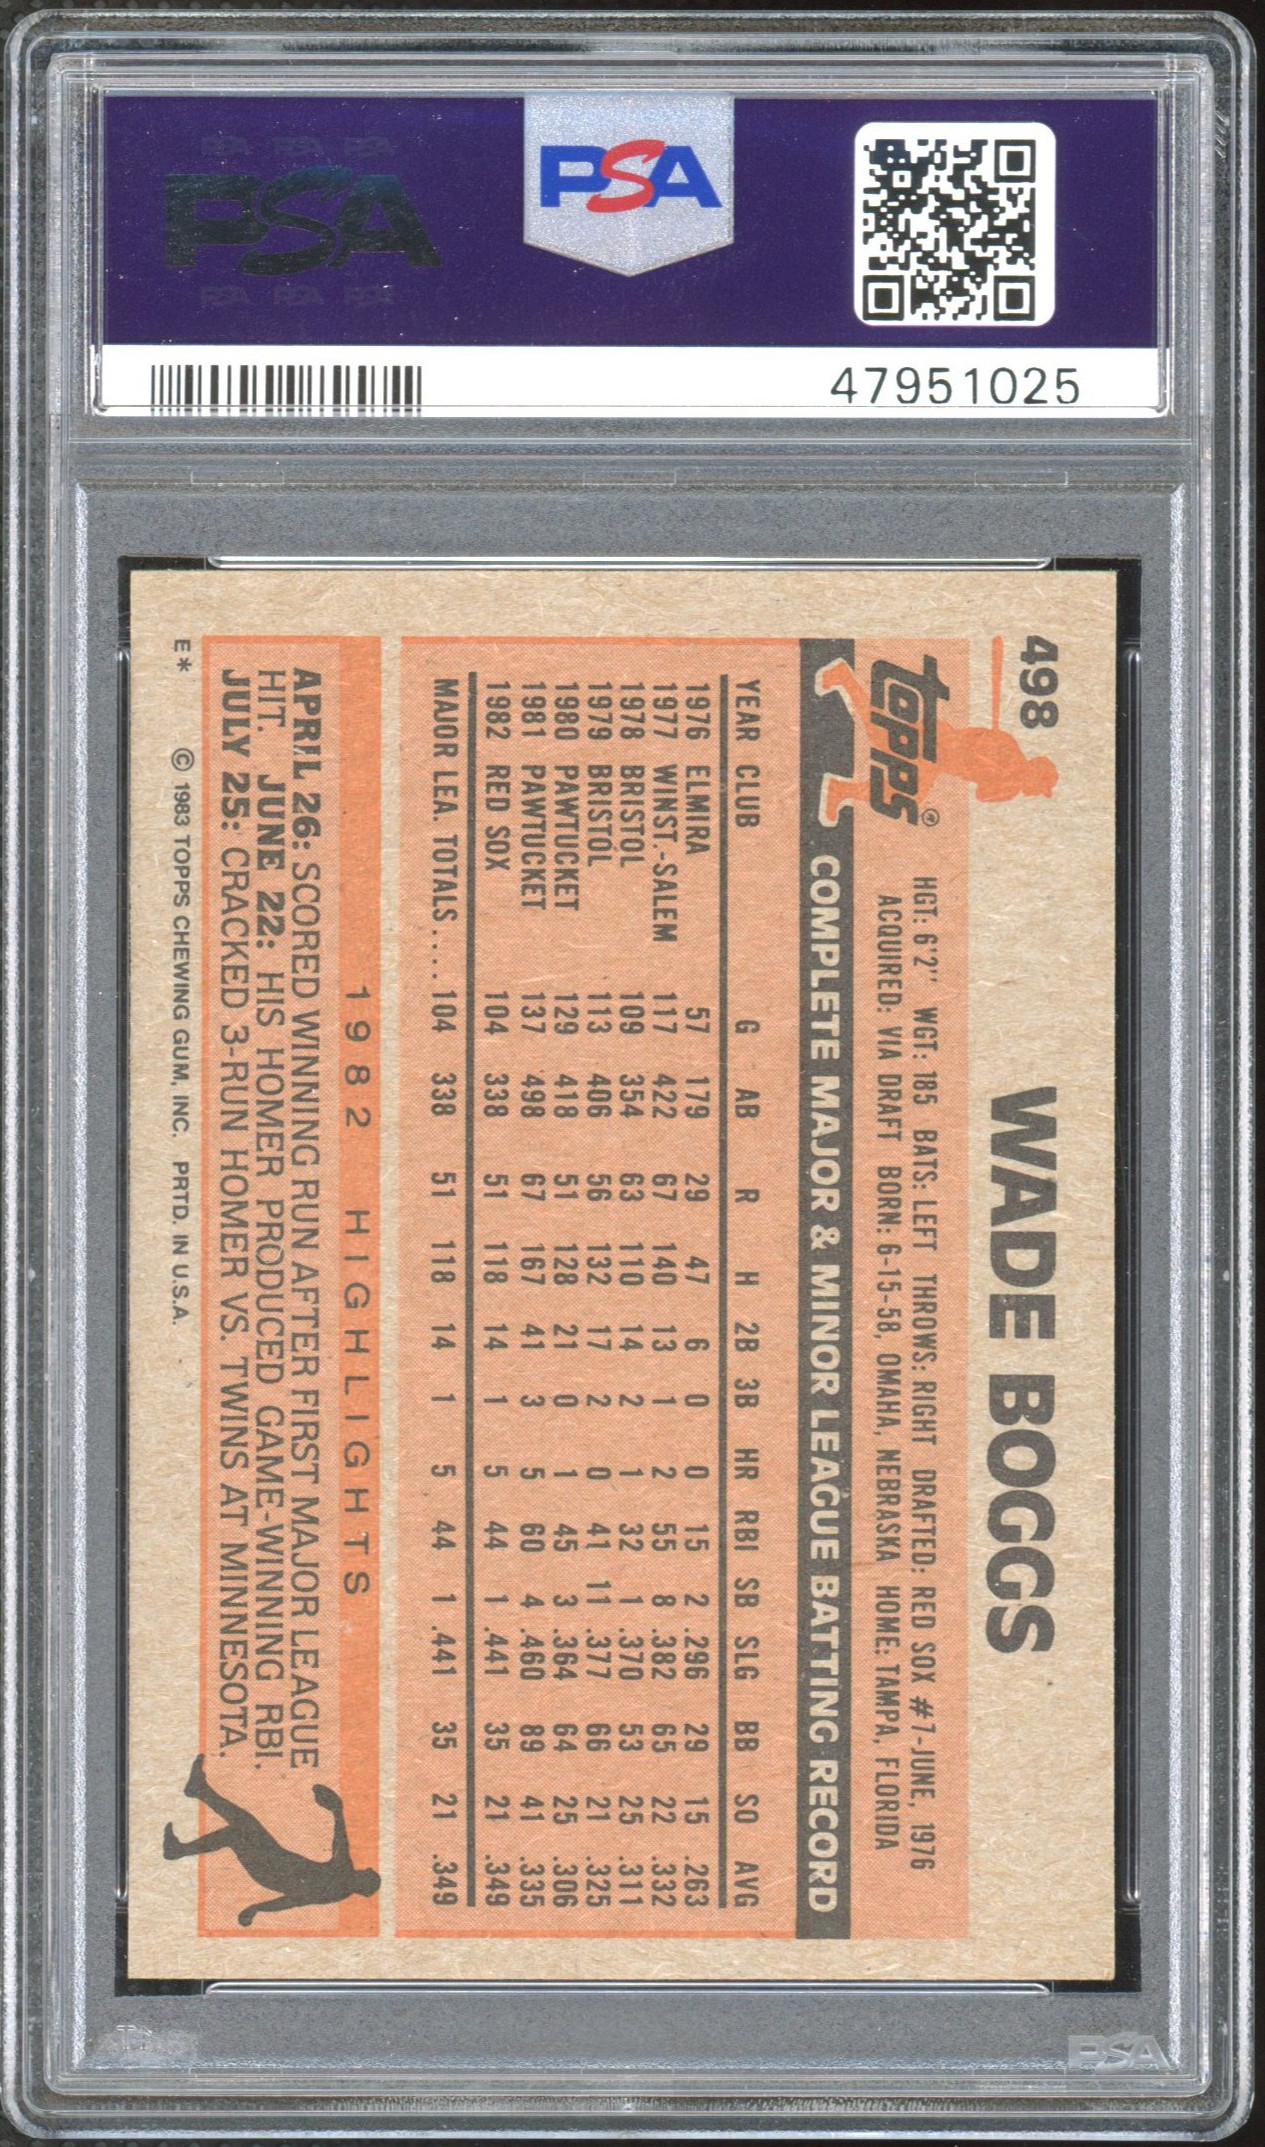 PSA PSA PSA
PSA
PSA PSA PSA
PSA
47951025
498
WADE BOGGS
Topps®
HGT: 6'2" WGT: 185 BATS: LEFT THROWS: RIGHT DRAFTED: RED SOX #7-JUNE, 1976
ACQUIRED: VIA DRAFT BORN: 6-15-58, OMAHA, NEBRASKA HOME: TAMPA, FLORIDA
COMPLETE MAJOR & MINOR LEAGUE BATTING RECORD
YEAR CLUB G AB R H 2B 3B HR RBI SB SLG BB SO AVG
1976 ELMIRA 57 179 29 47 6 0 0 15 2 .296 29 15 .263
1977 WINST.-SALEM 117 422 67 140 13 1 2 55 8 .382 65 22 .332
1978 BRISTOL 109 354 63 110 14 2 1 32 1 .370 53 25 .311
1979 BRISTOL 113 406 56 132 17 2 0 41 11 .377 66 21 .325
1980 PAWTUCKET 129 418 51 128 21 0 1 45 3 .364 64 25 .306
1981 PAWTUCKET 137 498 67 167 41 3 5 60 4 .460 89 41 .335
1982 RED SOX 104 338 51 118 14 1 5 44 1 .441 35 21 .349
MAJOR LEA. TOTALS.... 104 338 51 118 14 1 5 44 1 .441 35 21 .349
1982 HIGHLIGHTS
APRIL 26: SCORED WINNING RUN AFTER FIRST MAJOR LEAGUE
HIT. JUNE 22: HIS HOMER PRODUCED GAME-WINNING RBI.
JULY 25: CRACKED 3-RUN HOMER VS. TWINS AT MINNESOTA.
E* © 1983 TOPPS CHEWING GUM, INC. PRTD. IN U.S.A.
PSA